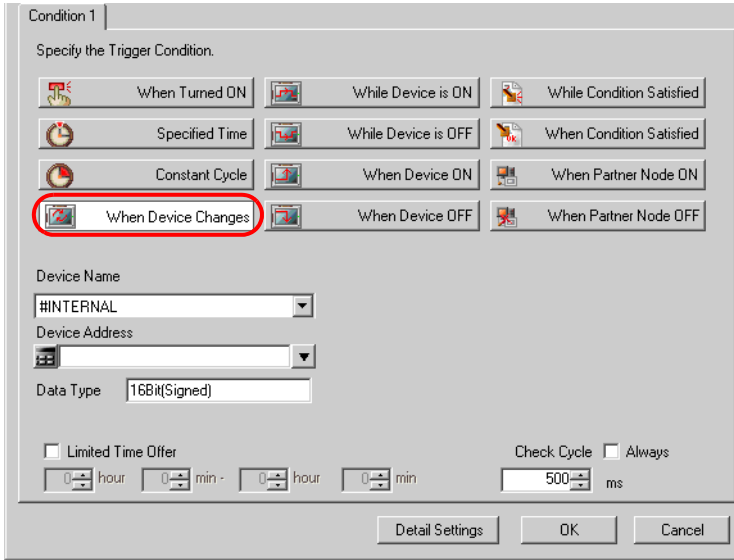 Condition 1
Specify the Trigger Condition.
When Turned ON While Device is ON While Condition Satisfied
Specified Time While Device is OFF When Condition Satisfied
Constant Cycle When Device ON When Partner Node ON
When Device Changes When Device OFF When Partner Node OFF
Device Name
#INTERNAL
Device Address
Data Type 16Bit(Signed)
Limited Time Offer Check Cycle Always
0 hour 0 min - 0 hour 0 min 500 ms
Detail Settings OK Cancel